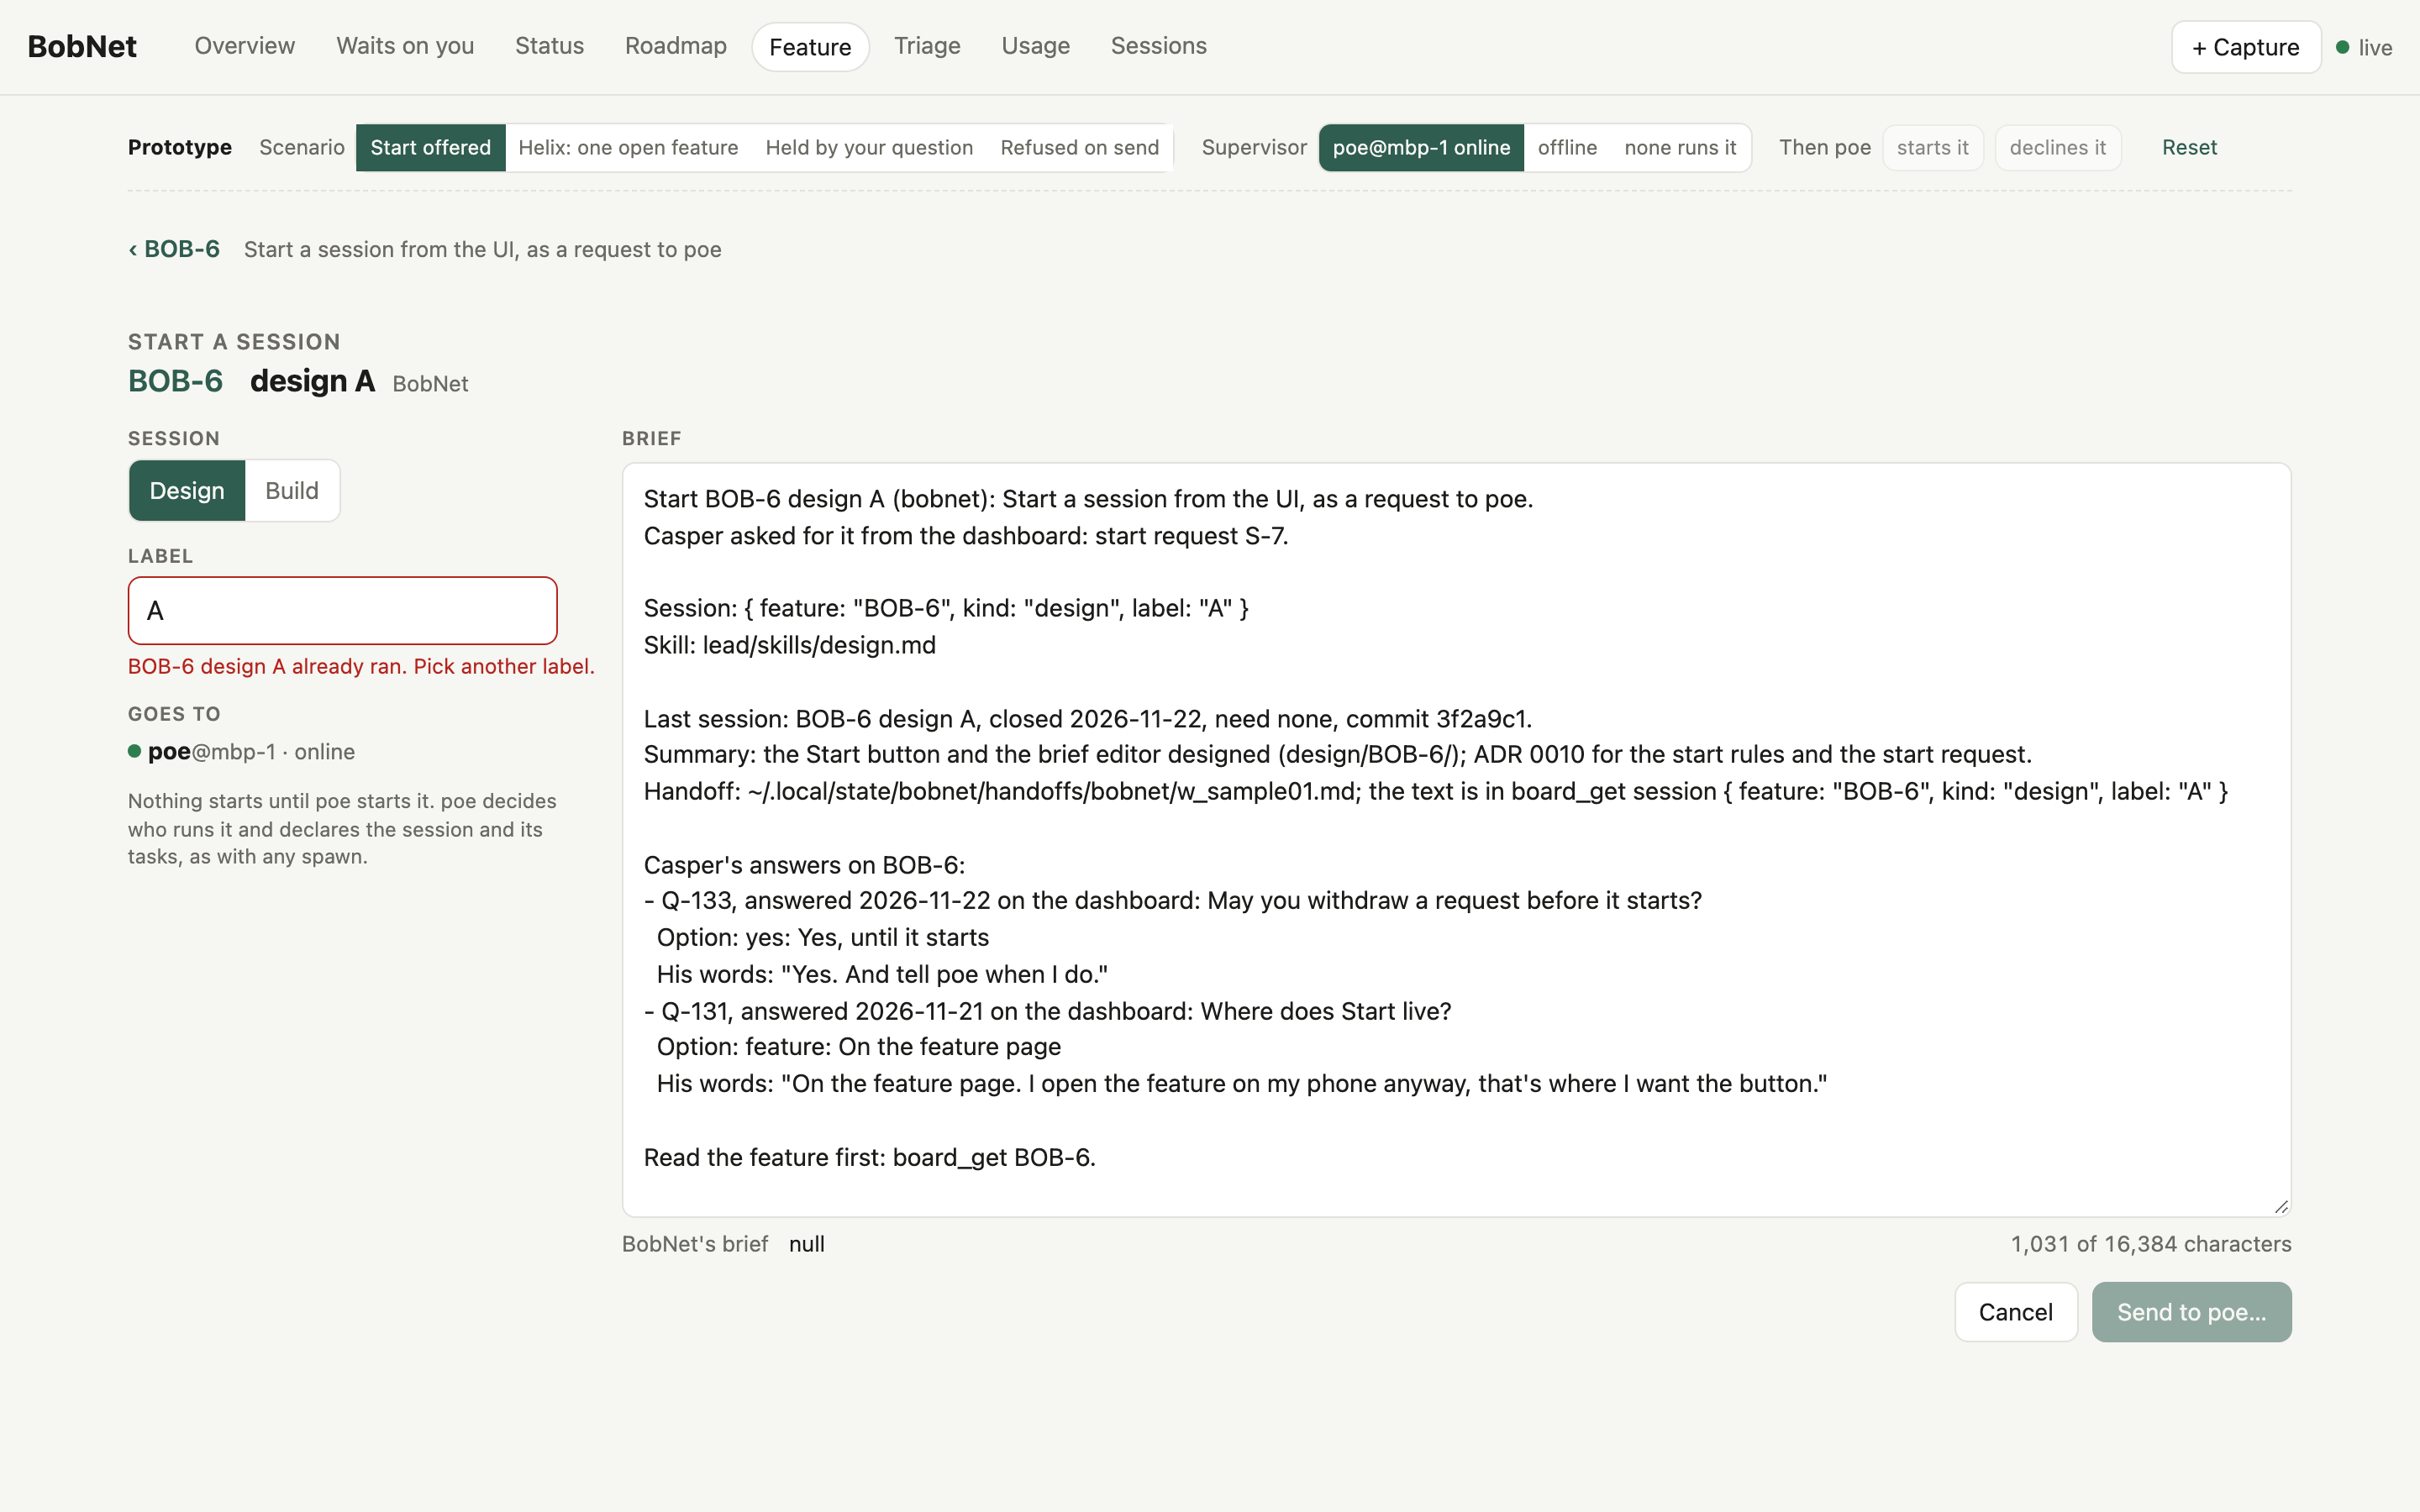 BobNet Overview Waits on you Status Roadmap Feature Triage Usage Sessions + Capture live
Prototype Scenario Start offered Helix: one open feature Held by your question Refused on send Supervisor poe@mbp-1 online offline none runs it Then poe starts it declines it Reset
‹ BOB-6 Start a session from the UI, as a request to poe
START A SESSION
BOB-6 design A BobNet
SESSION
Design Build
LABEL
A
BOB-6 design A already ran. Pick another label.
GOES TO
poe@mbp-1 · online
Nothing starts until poe starts it. poe decides
who runs it and declares the session and its
tasks, as with any spawn.
BRIEF
Start BOB-6 design A (bobnet): Start a session from the UI, as a request to poe.
Casper asked for it from the dashboard: start request S-7.
Session: { feature: "BOB-6", kind: "design", label: "A" }
Skill: lead/skills/design.md
Last session: BOB-6 design A, closed 2026-11-22, need none, commit 3f2a9c1.
Summary: the Start button and the brief editor designed (design/BOB-6/); ADR 0010 for the start rules and the start request.
Handoff: ~/.local/state/bobnet/handoffs/bobnet/w_sample01.md; the text is in board_get session { feature: "BOB-6", kind: "design", label: "A" }
Casper's answers on BOB-6:
- Q-133, answered 2026-11-22 on the dashboard: May you withdraw a request before it starts?
Option: yes: Yes, until it starts
His words: "Yes. And tell poe when I do."
- Q-131, answered 2026-11-21 on the dashboard: Where does Start live?
Option: feature: On the feature page
His words: "On the feature page. I open the feature on my phone anyway, that's where I want the button."
Read the feature first: board_get BOB-6.
BobNet's brief null 1,031 of 16,384 characters
Cancel Send to poe...